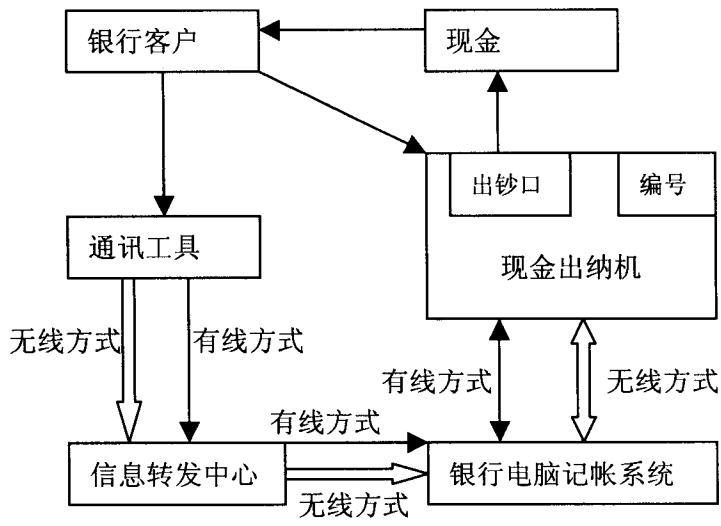 银行客户
现金
出钞口
编号
通讯工具
现金出纳机
无线方式
有线方式
有线方式
无线方式
有线方式
信息转发中心
银行电脑记帐系统
无线方式